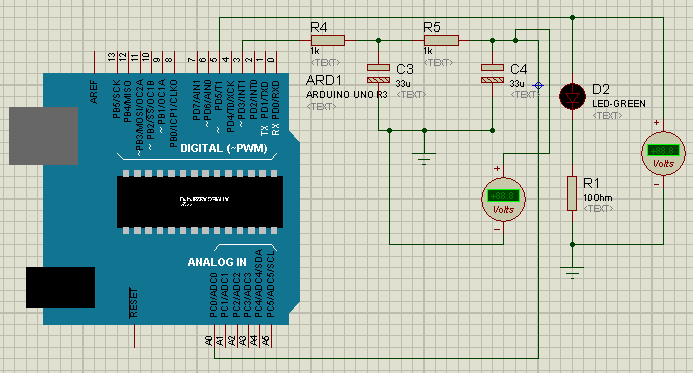 R4
1k
<TEXT>
R5
1k
<TEXT>
C3
33u
<TEXT>
C4
33u
<TEXT>
ARD1
ARDUINO UNO R3
<TEXT>
D2
LED-GREEN
<TEXT>
R1
10Ohm
<TEXT>
+88.8
Volts
+88.8
Volts
13
12
11
10
9
8
7
6
5
4
3
2
1
0
AREF
PB5/SCK
PB4/MISO
~PB3/MOSI/OC2A
~PB2/SS/OC1B
~PB1/OC1A
PB0/ICP1/CLKO
PD7/AIN1
~PD6/AIN0
~PD5/T1
PD4/T0/XCK
~PD3/INT1
PD2/INT0
TX PD1/TXD
RX PD0/RXD
DIGITAL (~PWM)
ANALOG IN
RESET
PC0/ADC0
PC1/ADC1
PC2/ADC2
PC3/ADC3
PC4/ADC4/SDA
PC5/ADC5/SCL
A0
A1
A2
A3
A4
A5